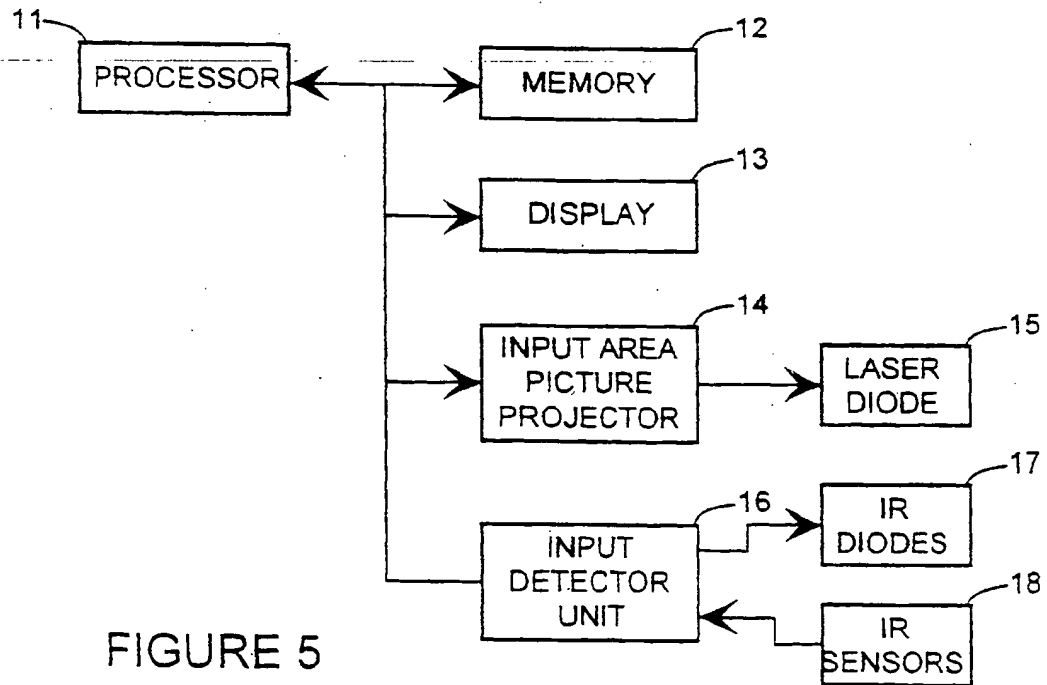 11
PROCESSOR
12
MEMORY
13
DISPLAY
14
INPUT AREA
PICTURE
PROJECTOR
15
LASER
DIODE
16
INPUT
DETECTOR
UNIT
17
IR
DIODES
18
IR
SENSORS
FIGURE 5